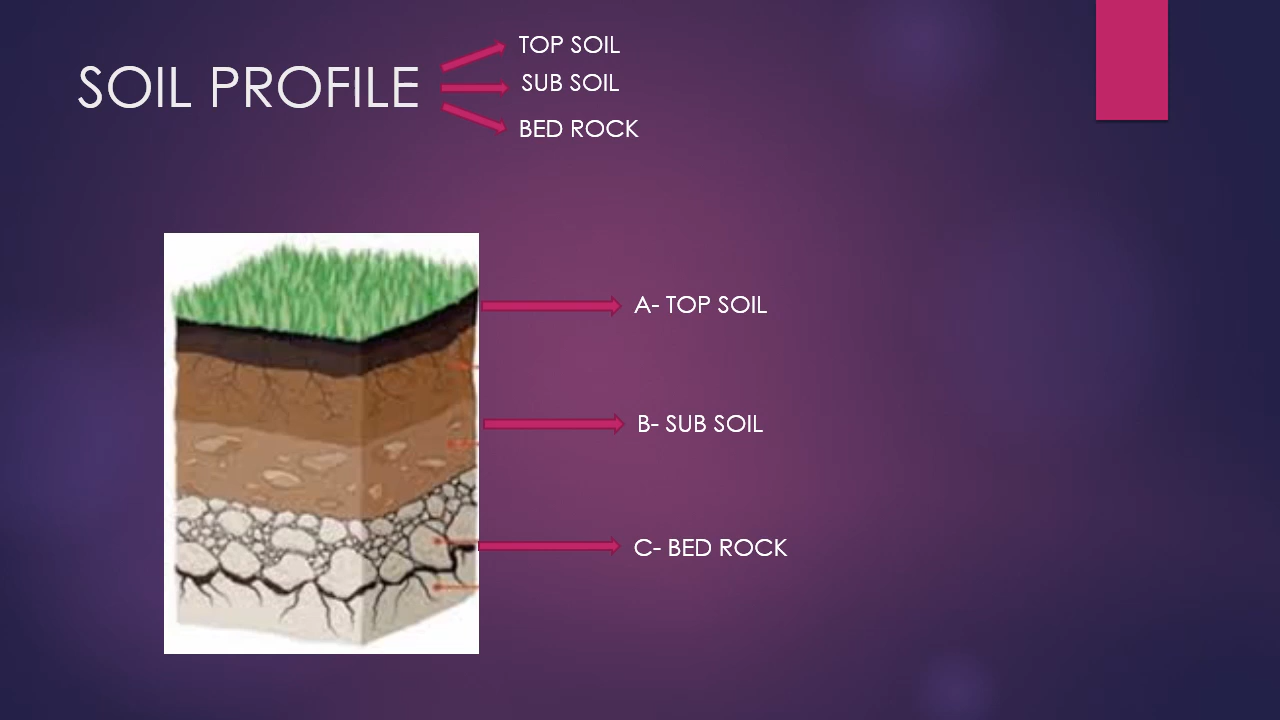 SOIL PROFILE
TOP SOIL
SUB SOIL
BED ROCK
A- TOP SOIL
B- SUB SOIL
C- BED ROCK